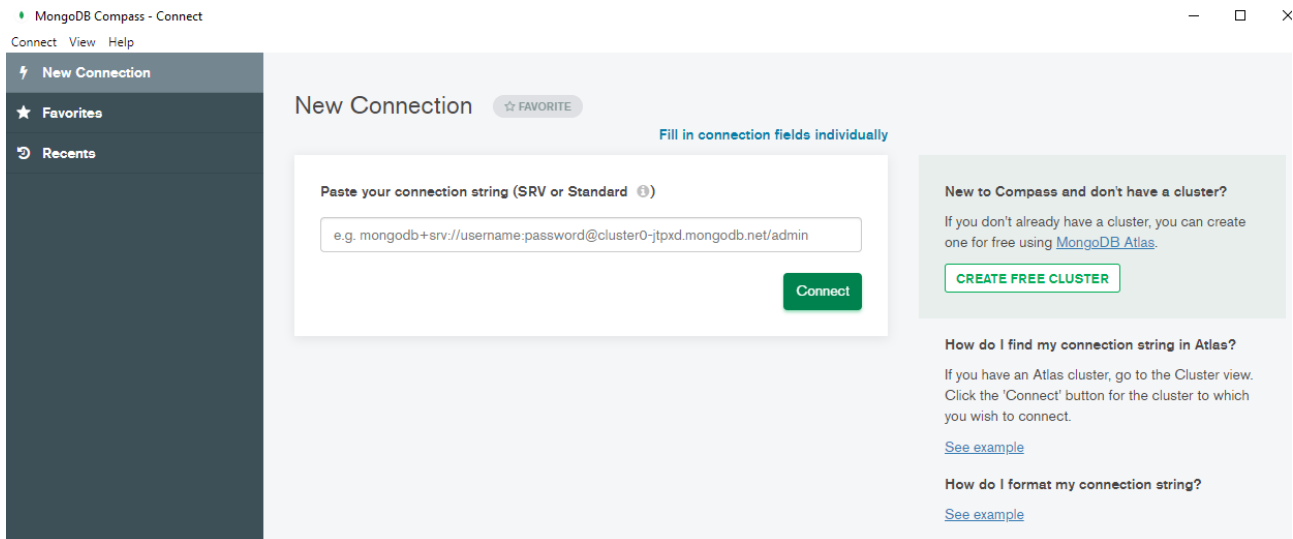 MongoDB Compass - Connect
Connect View Help
New Connection
Favorites
Recents
New Connection
FAVORITE
Fill in connection fields individually
Paste your connection string (SRV or Standard )
e.g. mongodb+srv://username:password@cluster0-jtpxd.mongodb.net/admin
Connect
New to Compass and don't have a cluster?
If you don't already have a cluster, you can create
one for free using MongoDB Atlas.
CREATE FREE CLUSTER
How do I find my connection string in Atlas?
If you have an Atlas cluster, go to the Cluster view.
Click the 'Connect' button for the cluster to which
you wish to connect.
See example
How do I format my connection string?
See example